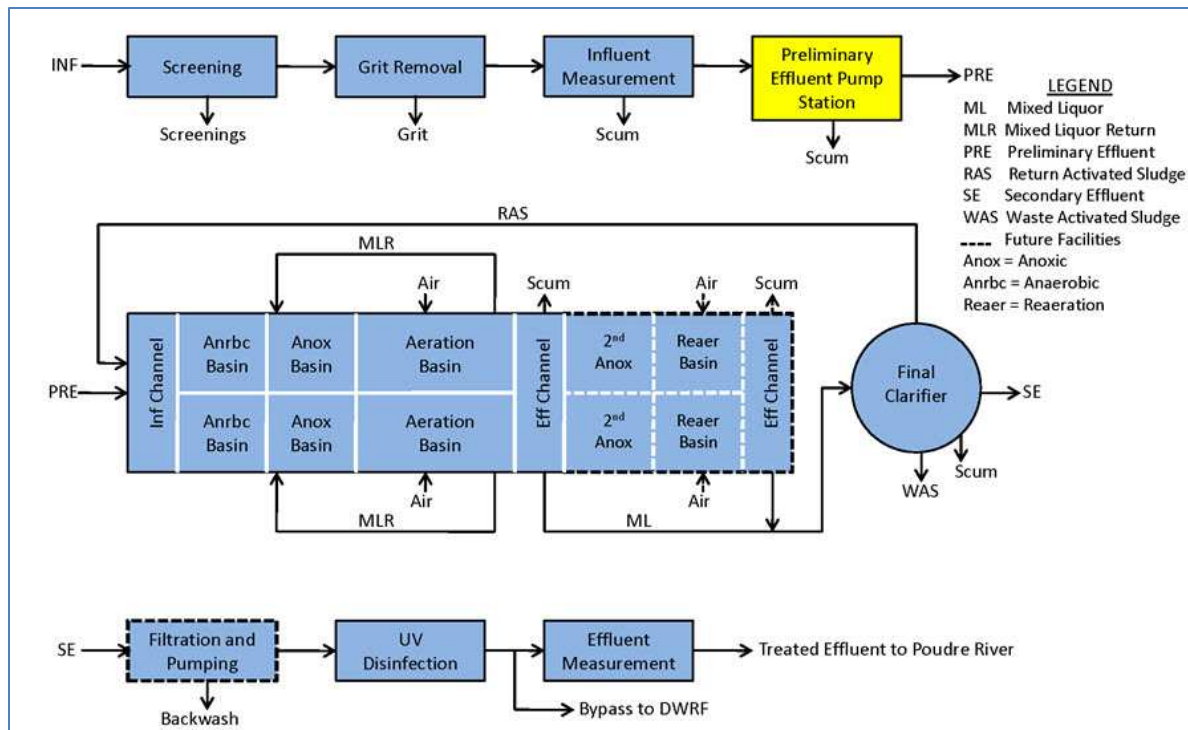 INF
Screening
Grit Removal
Influent
Measurement
Preliminary
Effluent Pump
Station
PRE
Screenings
Grit
Scum
Scum
LEGEND
ML Mixed Liquor
MLR Mixed Liquor Return
PRE Preliminary Effluent
RAS Return Activated Sludge
SE Secondary Effluent
WAS Waste Activated Sludge
Future Facilities
Anox = Anoxic
Anrbc = Anaerobic
Reaer = Reaeration
RAS
MLR
Air
Scum
Air
Scum
PRE
Inf Channel
Anrbc
Basin
Anox
Basin
Aeration
Basin
Eff Channel
2nd
Anox
Reaer
Basin
Eff Channel
Anrbc
Basin
Anox
Basin
Aeration
Basin
2nd
Anox
Reaer
Basin
Final
Clarifier
SE
Scum
WAS
Air
Air
MLR
ML
SE
Filtration and
Pumping
UV
Disinfection
Effluent
Measurement
Treated Effluent to Poudre River
Backwash
Bypass to DWRF